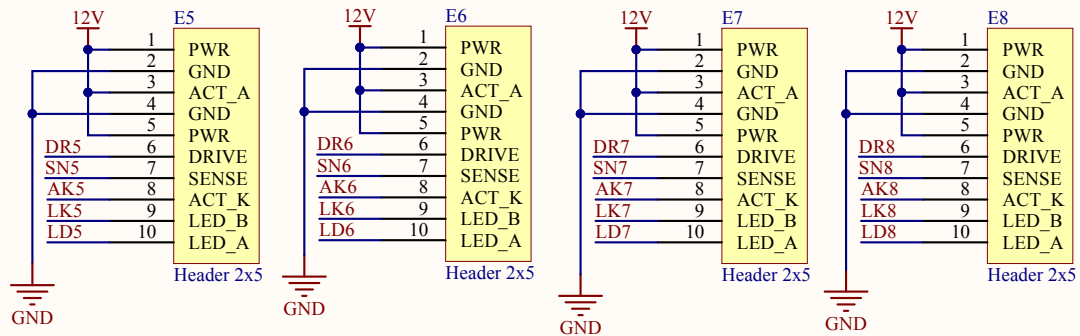 12V
E5
1 PWR
2 GND
3 ACT_A
4 GND
5 PWR
DR5 6 DRIVE
SN5 7 SENSE
AK5 8 ACT_K
LK5 9 LED_B
LD5 10 LED_A
Header 2x5
GND
12V
E6
1 PWR
2 GND
3 ACT_A
4 GND
5 PWR
DR6 6 DRIVE
SN6 7 SENSE
AK6 8 ACT_K
LK6 9 LED_B
LD6 10 LED_A
Header 2x5
GND
12V
E7
1 PWR
2 GND
3 ACT_A
4 GND
5 PWR
DR7 6 DRIVE
SN7 7 SENSE
AK7 8 ACT_K
LK7 9 LED_B
LD7 10 LED_A
Header 2x5
GND
12V
E8
1 PWR
2 GND
3 ACT_A
4 GND
5 PWR
DR8 6 DRIVE
SN8 7 SENSE
AK8 8 ACT_K
LK8 9 LED_B
LD8 10 LED_A
Header 2x5
GND